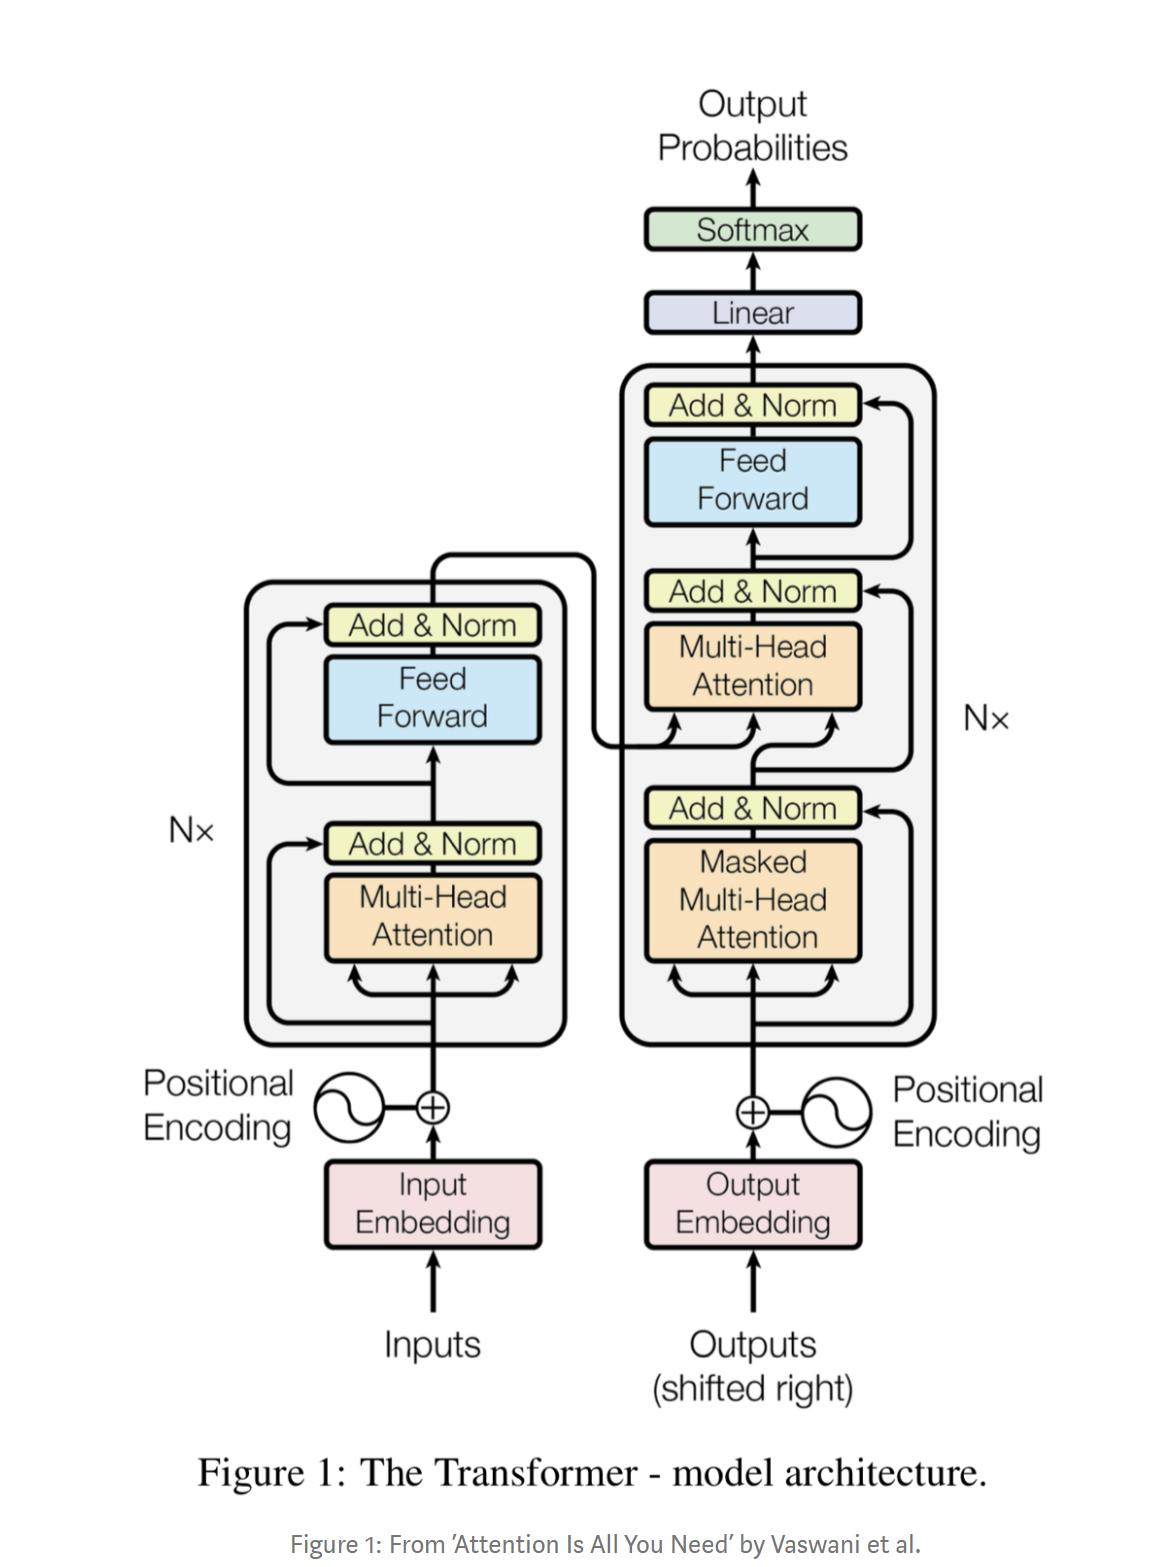 Output
Probabilities
Softmax
Linear
Add & Norm
Feed
Forward
Add & Norm
Multi-Head
Attention
Add & Norm
Masked
Multi-Head
Attention
Nx
Add & Norm
Feed
Forward
Add & Norm
Multi-Head
Attention
Nx
Positional
Encoding
Input
Embedding
Inputs
Positional
Encoding
Output
Embedding
Outputs
(shifted right)
Figure 1: The Transformer - model architecture.
Figure 1: From ‘Attention Is All You Need’ by Vaswani et al.